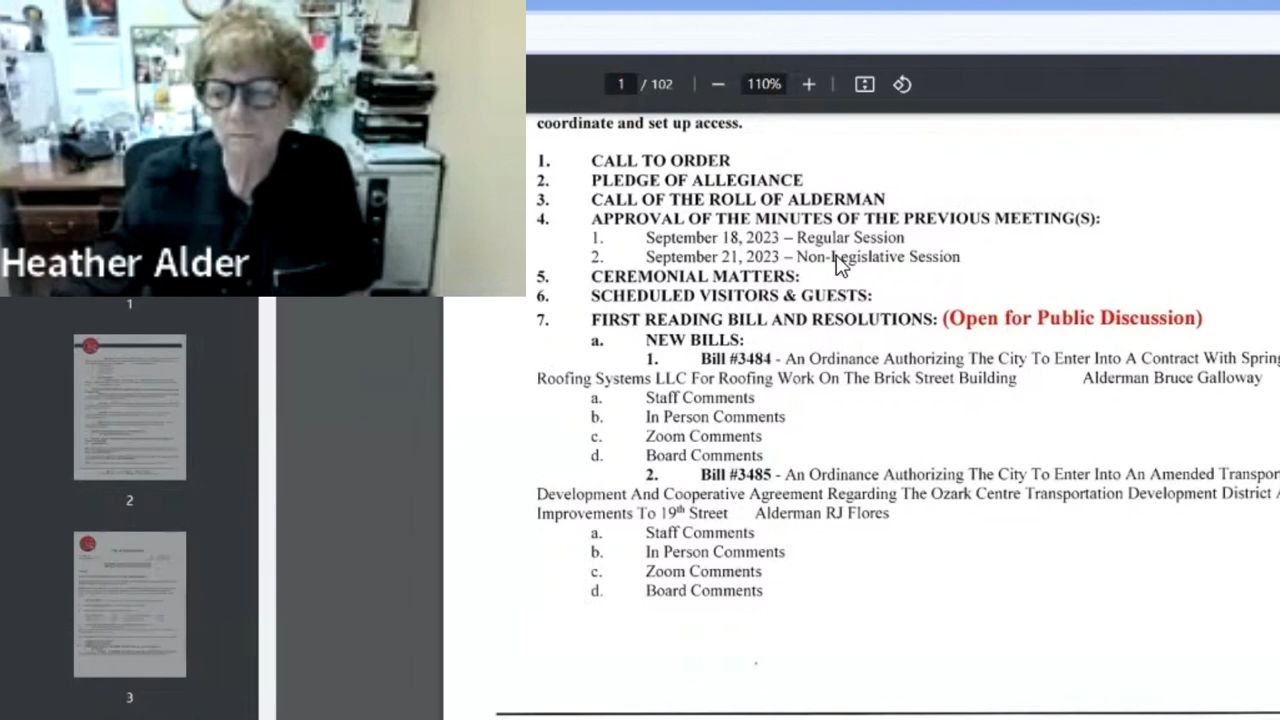 Heather Alder
1 / 102
110%
coordinate and set up access.
1. CALL TO ORDER
2. PLEDGE OF ALLEGIANCE
3. CALL OF THE ROLL OF ALDERMAN
4. APPROVAL OF THE MINUTES OF THE PREVIOUS MEETING(S):
1. September 18, 2023 – Regular Session
2. September 21, 2023 – Non-Legislative Session
5. CEREMONIAL MATTERS:
6. SCHEDULED VISITORS & GUESTS:
7. FIRST READING BILL AND RESOLUTIONS: (Open for Public Discussion)
a. NEW BILLS:
1. Bill #3484 - An Ordinance Authorizing The City To Enter Into A Contract With Spring
Roofing Systems LLC For Roofing Work On The Brick Street Building Alderman Bruce Galloway
a. Staff Comments
b. In Person Comments
c. Zoom Comments
d. Board Comments
2. Bill #3485 - An Ordinance Authorizing The City To Enter Into An Amended Transpor
Development And Cooperative Agreement Regarding The Ozark Centre Transportation Development District A
Improvements To 19th Street Alderman RJ Flores
a. Staff Comments
b. In Person Comments
c. Zoom Comments
d. Board Comments
1
2
3